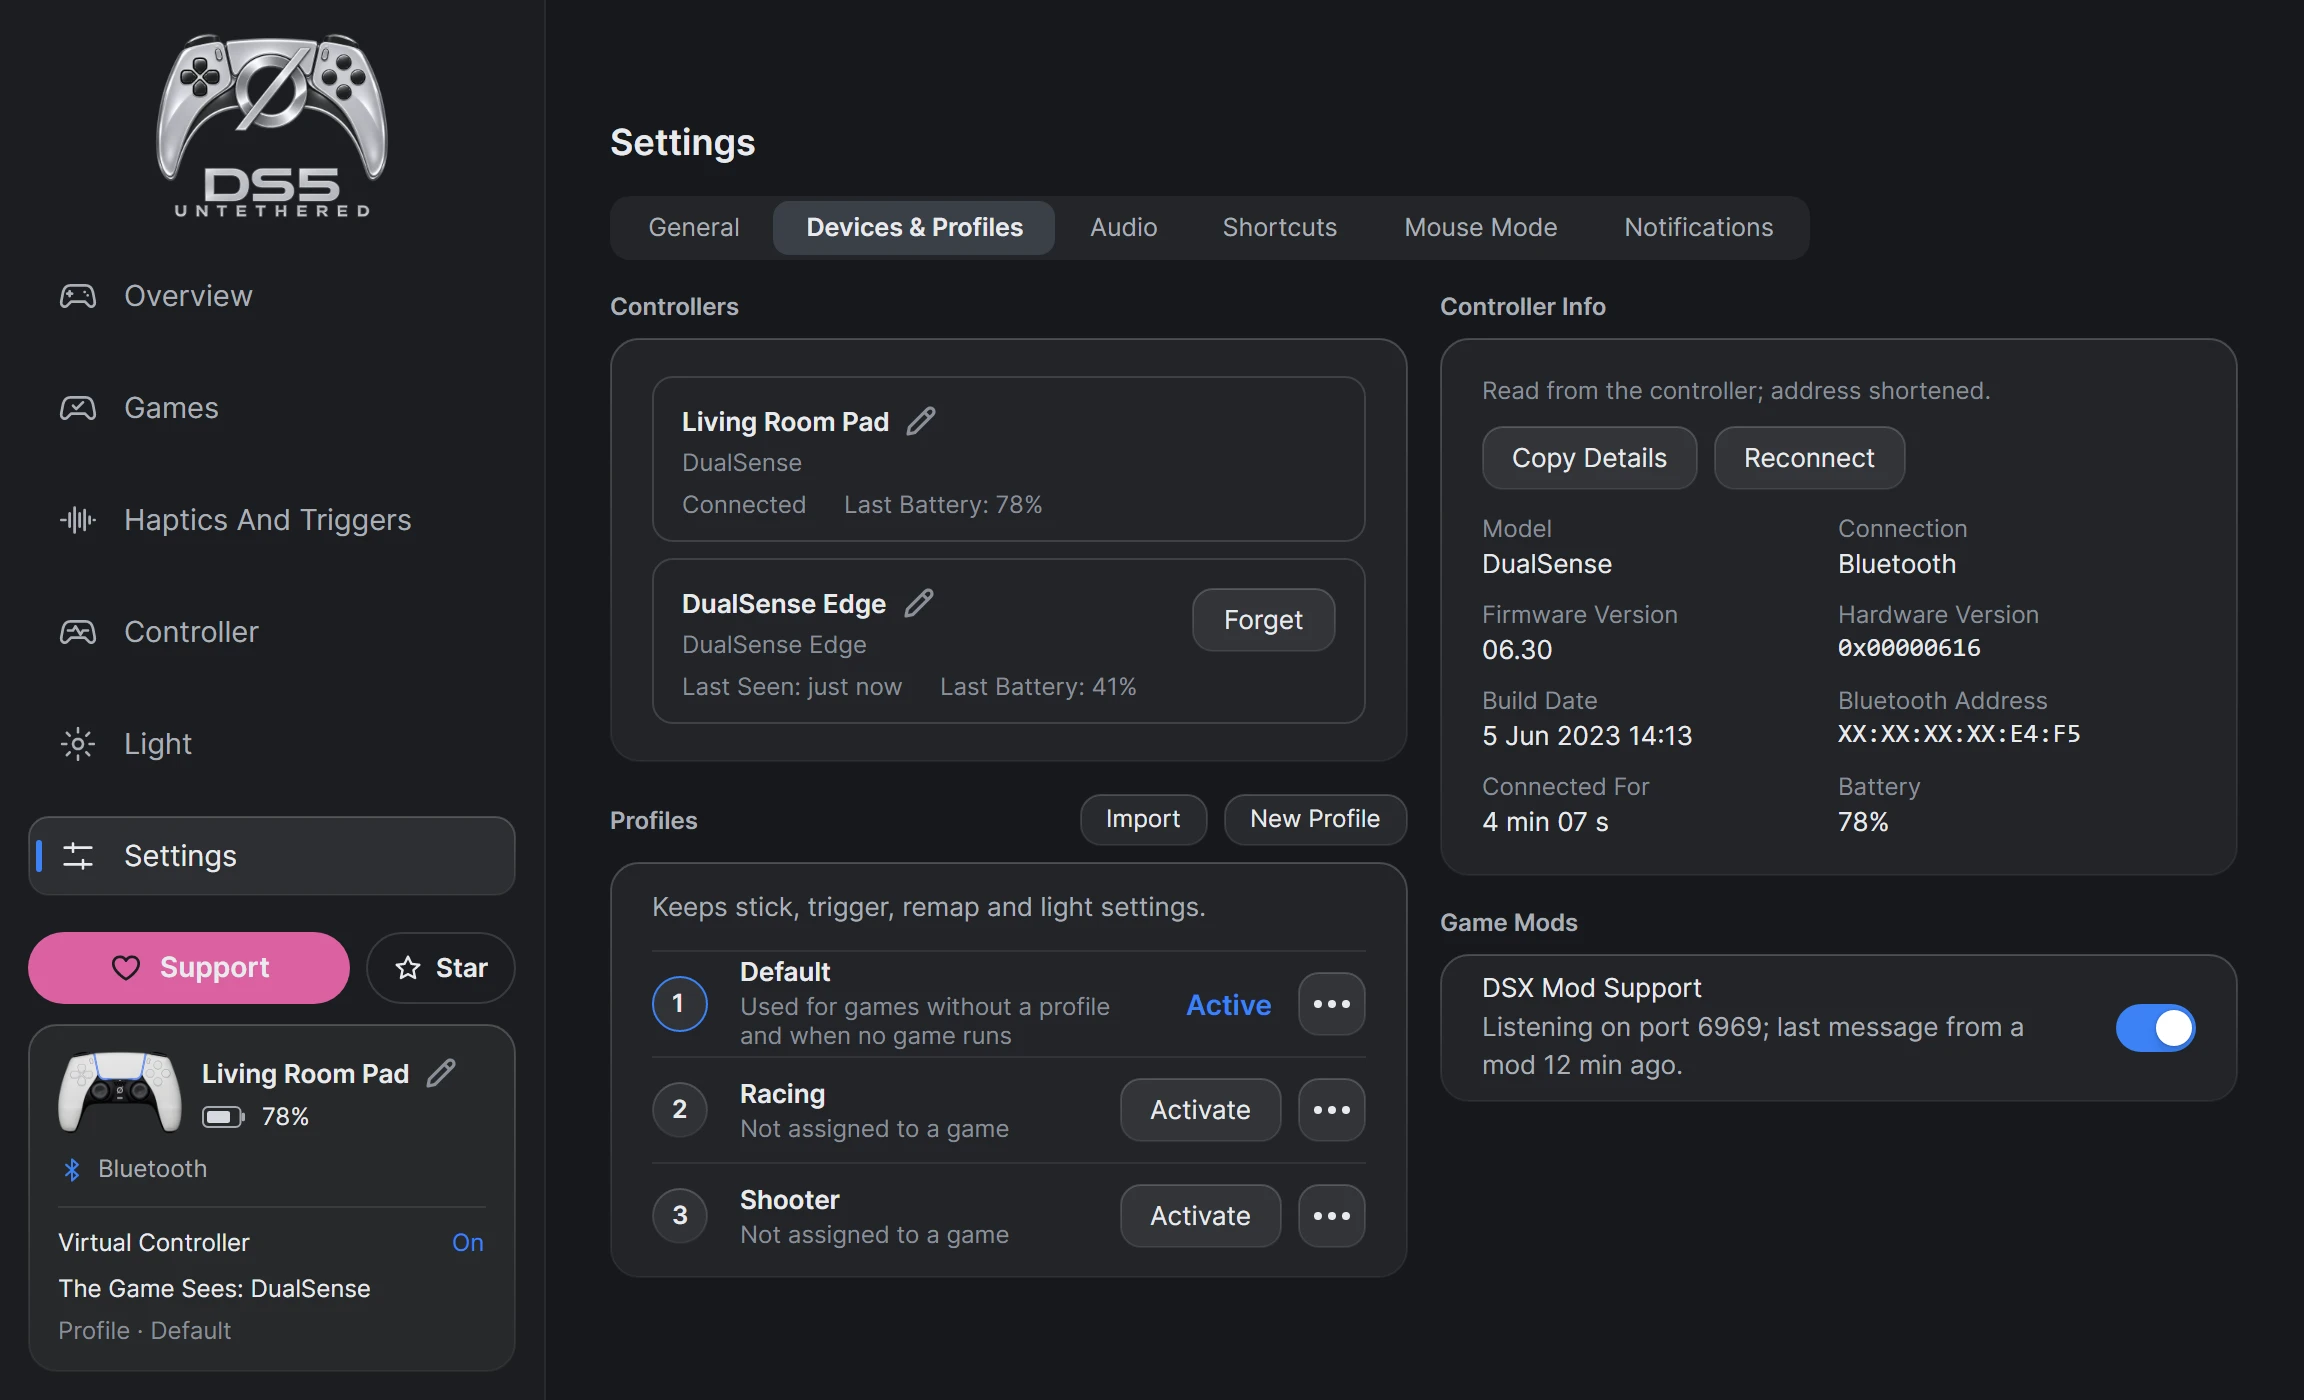 DS5
UNTETHERED
Overview
Games
Haptics And Triggers
Controller
Light
Settings
Support
Star
Living Room Pad
78%
Bluetooth
Virtual Controller
On
The Game Sees: DualSense
Profile · Default
Settings
General
Devices & Profiles
Audio
Shortcuts
Mouse Mode
Notifications
Controllers
Living Room Pad
DualSense
Connected
Last Battery: 78%
DualSense Edge
DualSense Edge
Last Seen: just now
Last Battery: 41%
Forget
Profiles
Import
New Profile
Keeps stick, trigger, remap and light settings.
1
Default
Used for games without a profile
and when no game runs
Active
2
Racing
Not assigned to a game
Activate
3
Shooter
Not assigned to a game
Activate
Controller Info
Read from the controller; address shortened.
Copy Details
Reconnect
Model
DualSense
Connection
Bluetooth
Firmware Version
06.30
Hardware Version
0x00000616
Build Date
5 Jun 2023 14:13
Bluetooth Address
XX:XX:XX:XX:E4:F5
Connected For
4 min 07 s
Battery
78%
Game Mods
DSX Mod Support
Listening on port 6969; last message from a
mod 12 min ago.